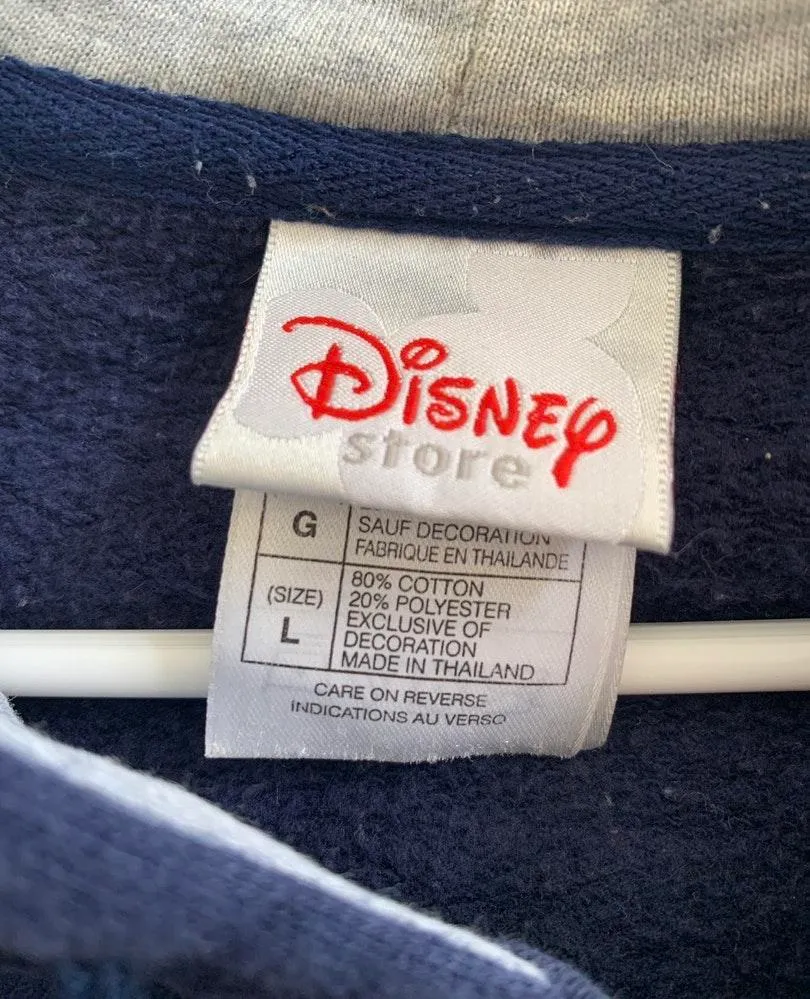 Disney
store
G
SAUF DECORATION
FABRIQUE EN THAILANDE
(SIZE)
L
80% COTTON
20% POLYESTER
EXCLUSIVE OF
DECORATION
MADE IN THAILAND
CARE ON REVERSE
INDICATIONS AU VERSO